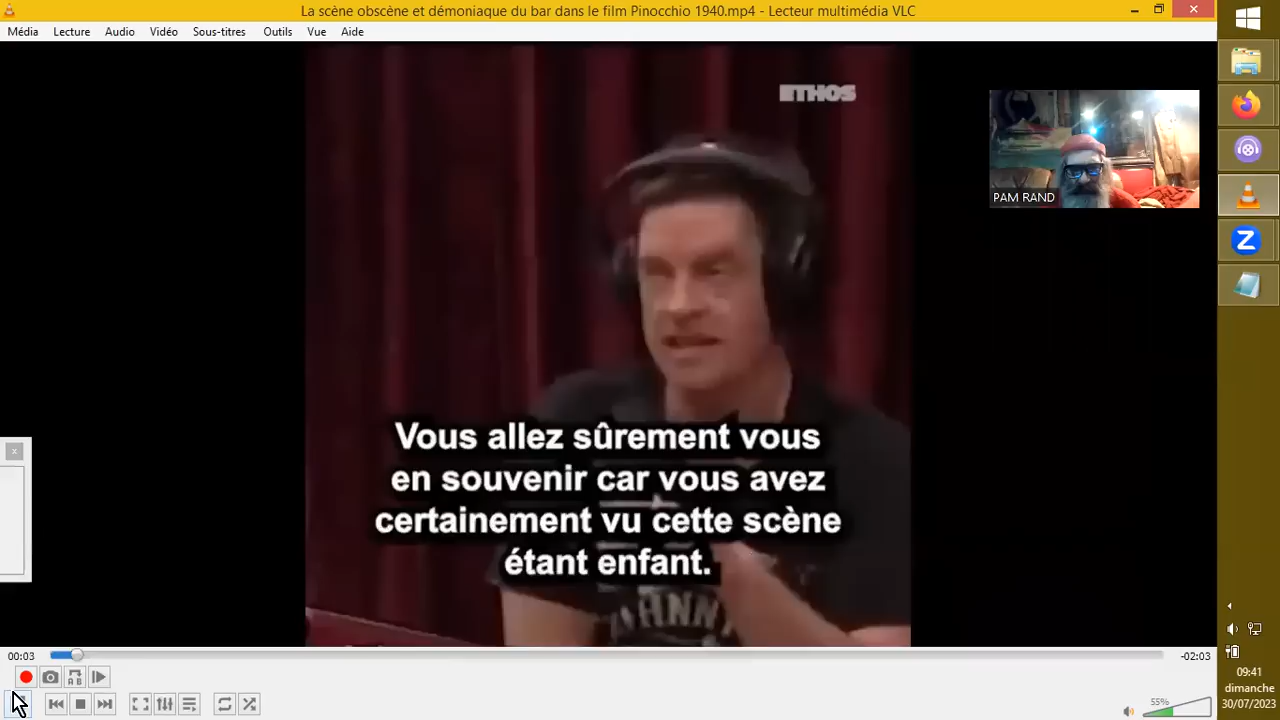 La scène obscène et démoniaque du bar dans le film Pinocchio 1940.mp4 - Lecteur multimédia VLC
Média Lecture Audio Vidéo Sous-titres Outils Vue Aide
ETHOS
PAM RAND
Vous allez sûrement vous
en souvenir car vous avez
certainement vu cette scène
étant enfant.
00:03
-02:03
55%
09:41
dimanche
30/07/2023